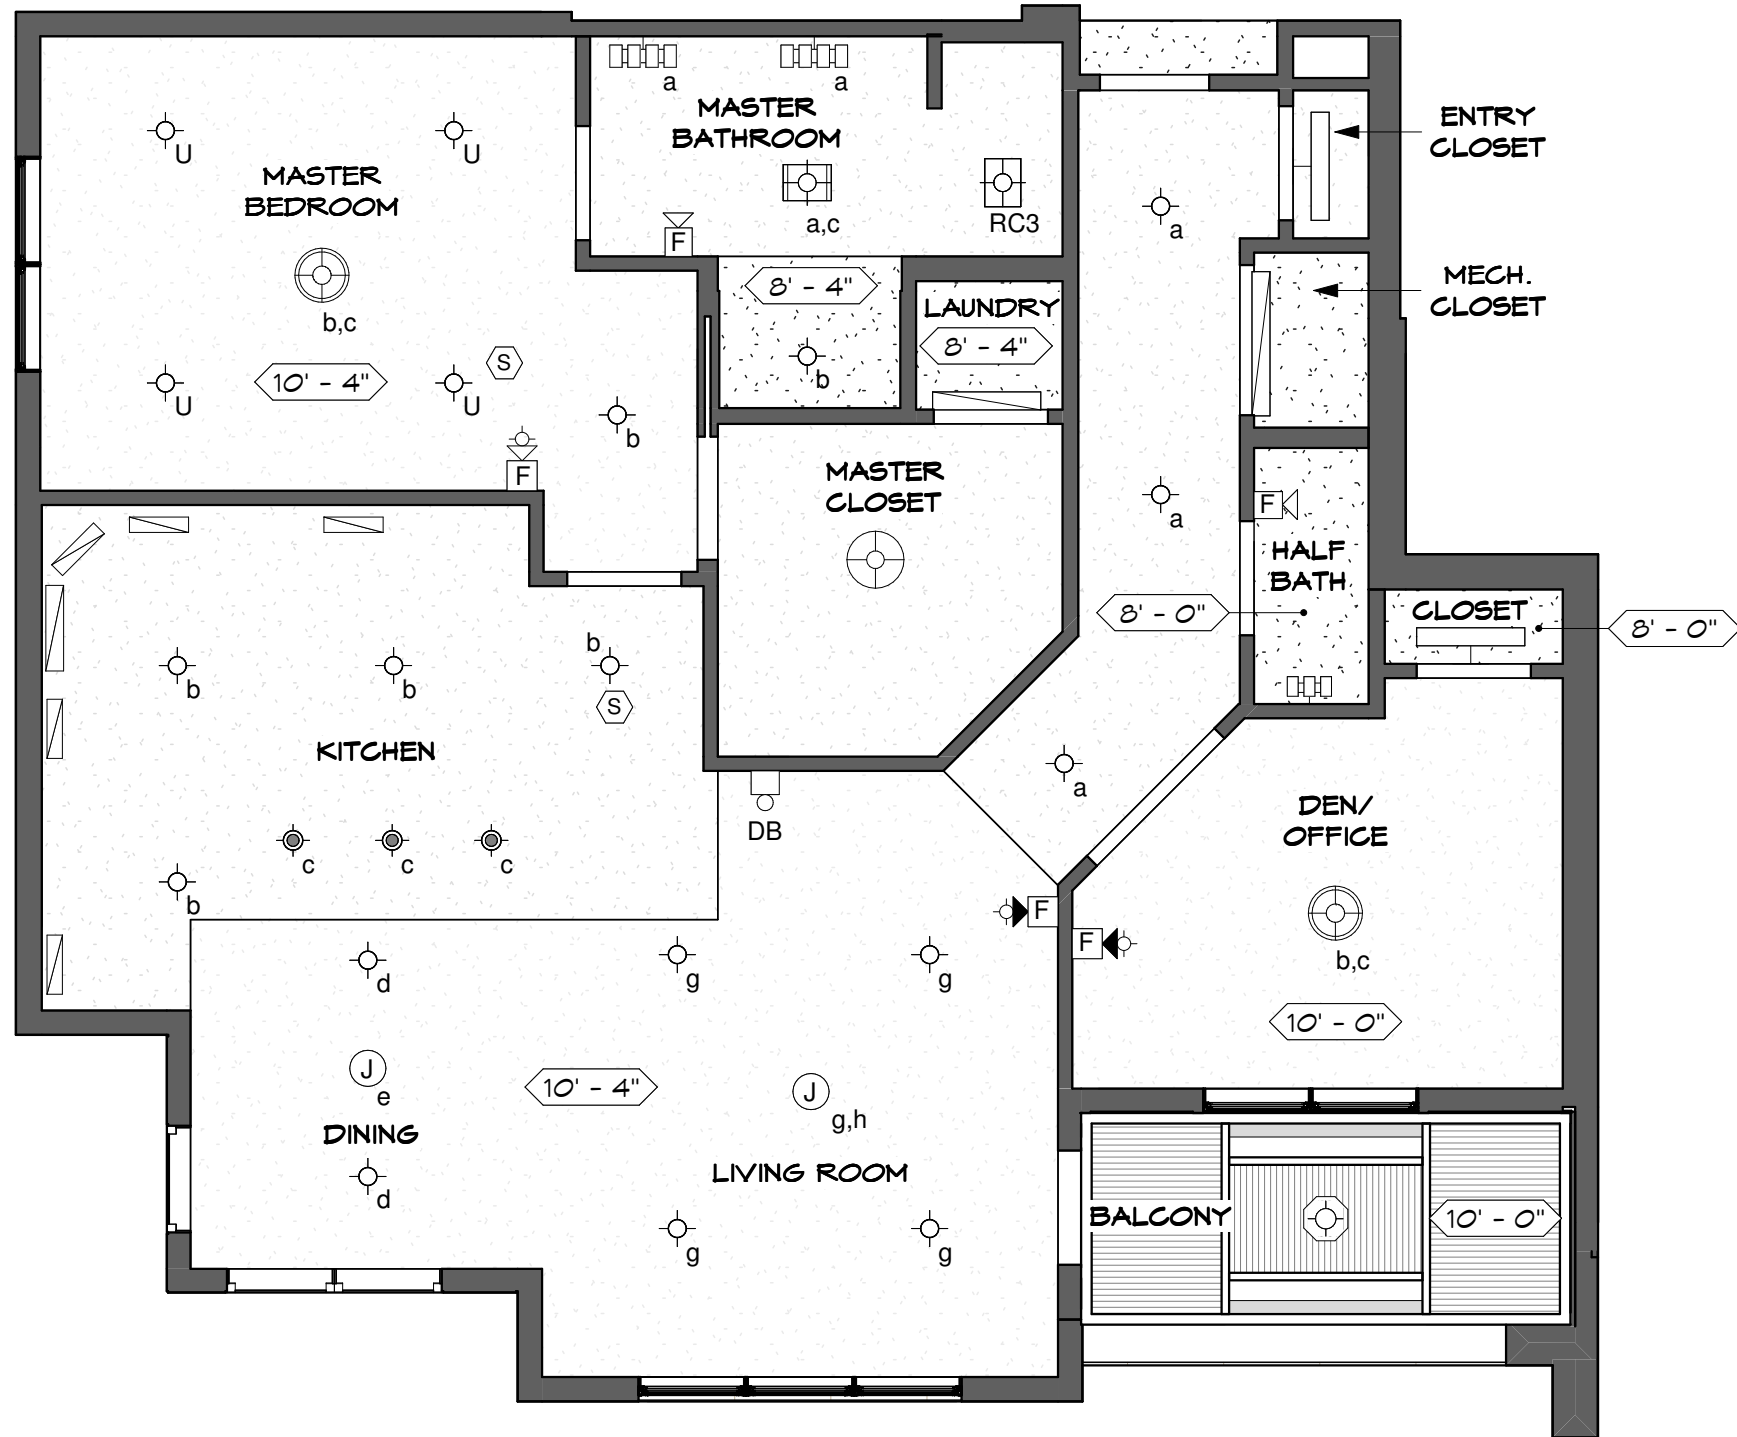 a
a
MASTER
BATHROOM
ENTRY
CLOSET
U
U
MASTER
BEDROOM
a,c
RC3
a
F
8' - 4"
MECH.
CLOSET
LAUNDRY
b,c
8' - 4"
S
10' - 4"
b
U
U
b
F
MASTER
CLOSET
a
F
HALF
BATH
8' - 0"
CLOSET
8' - 0"
b
b
b
S
KITCHEN
a
DEN/
OFFICE
DB
c
c
c
b
F
F
b,c
d
g
g
10' - 0"
J
e
10' - 4"
J
g,h
DINING
LIVING ROOM
d
BALCONY
10' - 0"
g
g